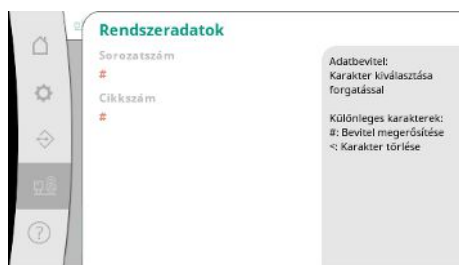 Rendszeradatok
Sorozatszám
#
Cikkszám
#
Adatbevitel:
Karakter kiválasztása
forgatással
Különleges karakterek:
#: Bevitel megerősítése
<: Karakter törlése
?